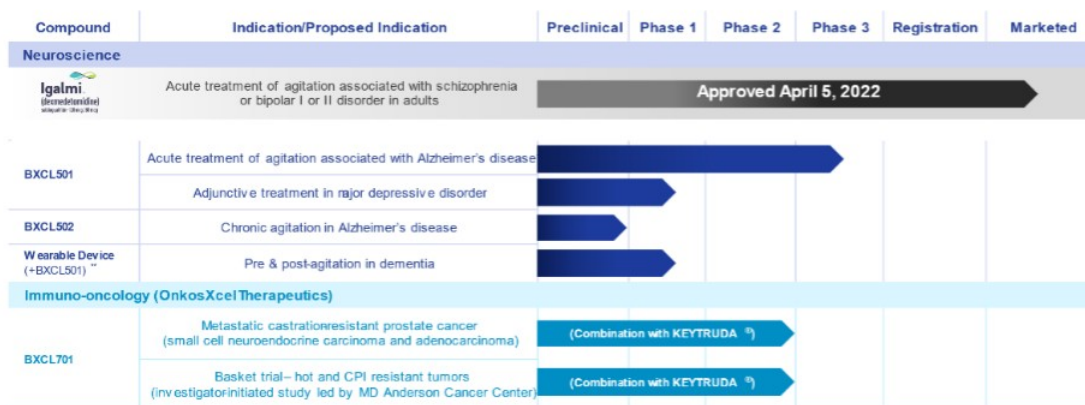 Compound Indication/Proposed Indication Preclinical Phase 1 Phase 2 Phase 3 Registration Marketed
Neuroscience
Igalmi
(dexmedetomidine)
Acute treatment of agitation associated with schizophrenia
or bipolar I or II disorder in adults
Approved April 5, 2022
BXCL501
Acute treatment of agitation associated with Alzheimer's disease
Adjunctive treatment in major depressive disorder
BXCL502
Chronic agitation in Alzheimer's disease
Wearable Device
(+BXCL501) **
Pre & post-agitation in dementia
Immuno-oncology (OnkosXcel Therapeutics)
BXCL701
Metastatic castrationresistant prostate cancer
(small cell neuroendocrine carcinoma and adenocarcinoma)
(Combination with KEYTRUDA ®)
Basket trial– hot and CPI resistant tumors
(investigatorinitiated study led by MD Anderson Cancer Center)
(Combination with KEYTRUDA ®)